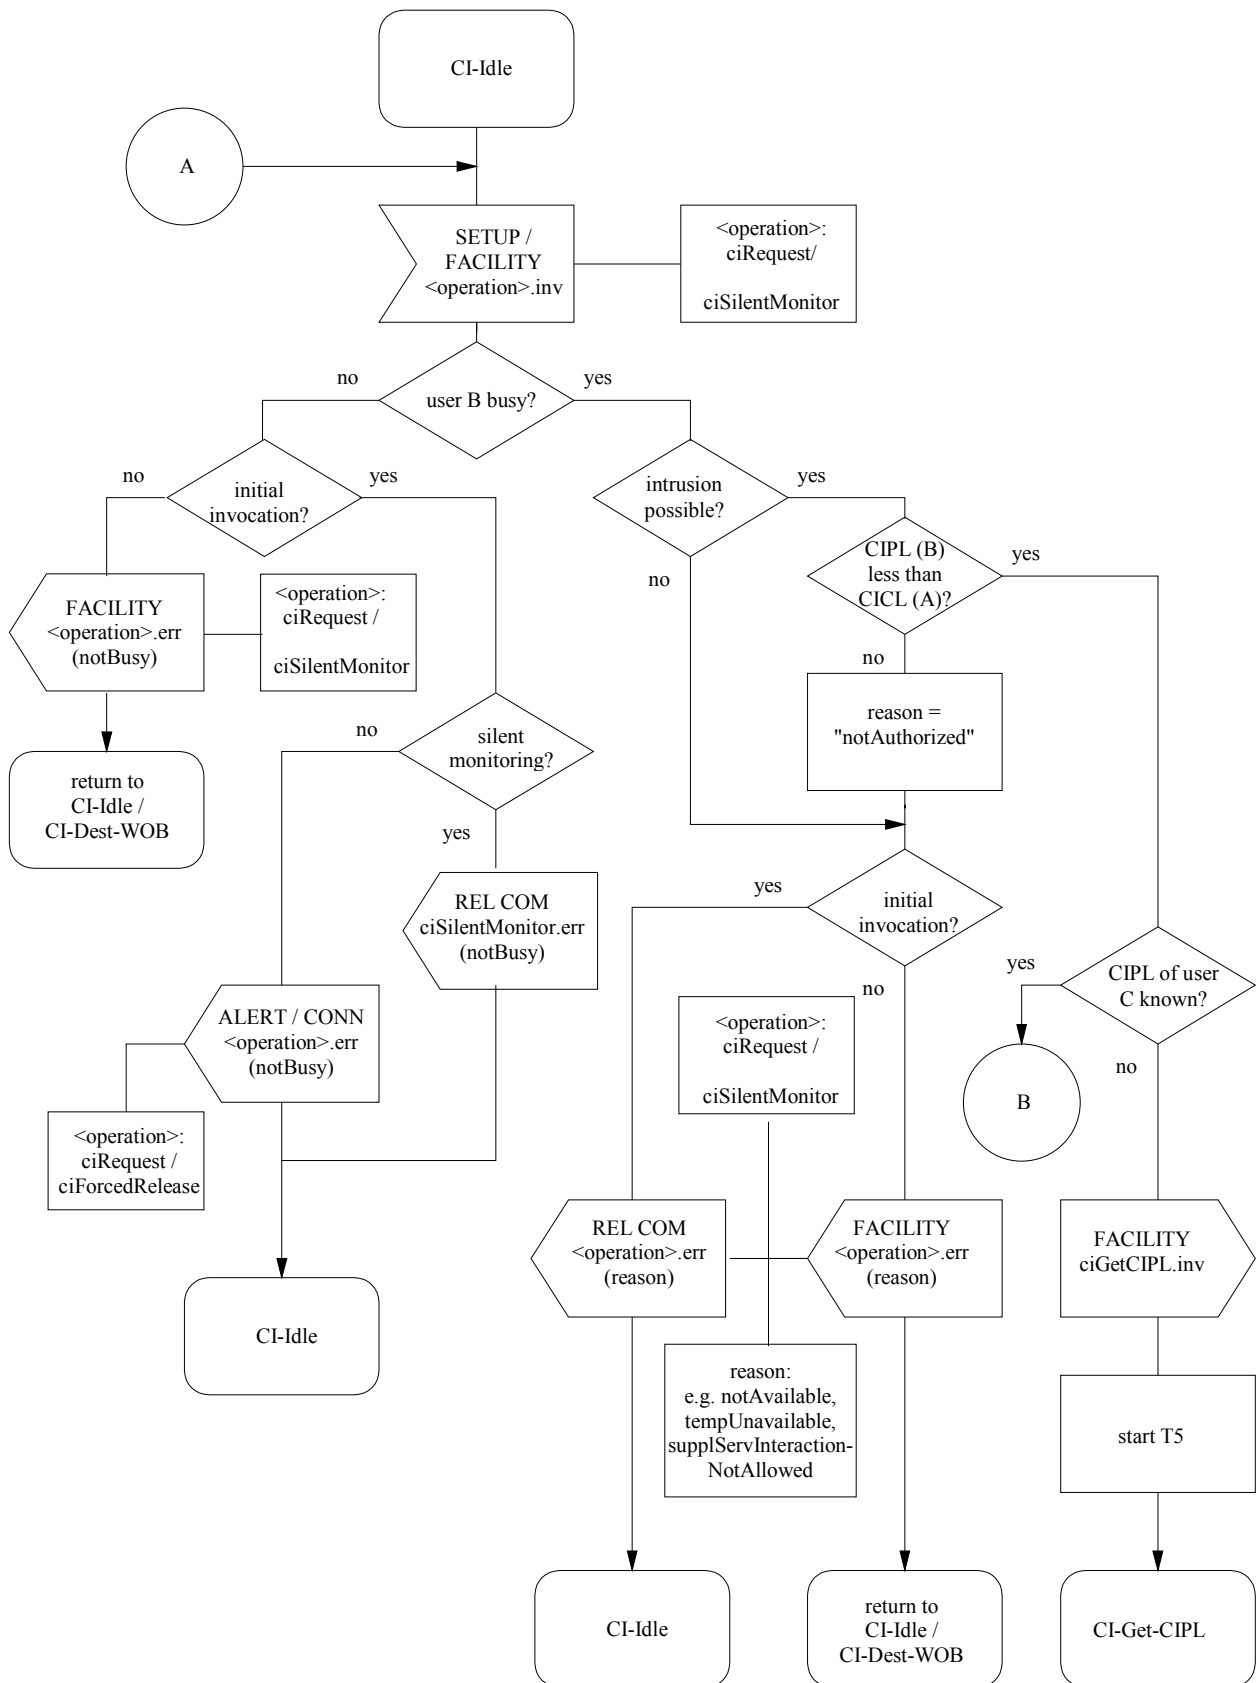 CI-Idle
A
SETUP /
FACILITY
<operation>.inv
<operation>:
ciRequest/
ciSilentMonitor
no
user B busy?
yes
no
initial
invocation?
yes
intrusion
possible?
yes
no
CIPL (B)
less than
CICL (A)?
yes
no
FACILITY
<operation>.err
(notBusy)
<operation>:
ciRequest /
ciSilentMonitor
reason =
"notAuthorized"
return to
CI-Idle /
CI-Dest-WOB
no
silent
monitoring?
yes
REL COM
ciSilentMonitor.err
(notBusy)
yes
initial
invocation?
no
yes
CIPL of user
C known?
no
B
ALERT / CONN
<operation>.err
(notBusy)
<operation>:
ciRequest /
ciForcedRelease
<operation>:
ciRequest /
ciSilentMonitor
REL COM
<operation>.err
(reason)
FACILITY
<operation>.err
(reason)
FACILITY
ciGetCIPL.inv
CI-Idle
reason:
e.g. notAvailable,
tempUnavailable,
supplServInteraction-
NotAllowed
start T5
CI-Idle
return to
CI-Idle /
CI-Dest-WOB
CI-Get-CIPL